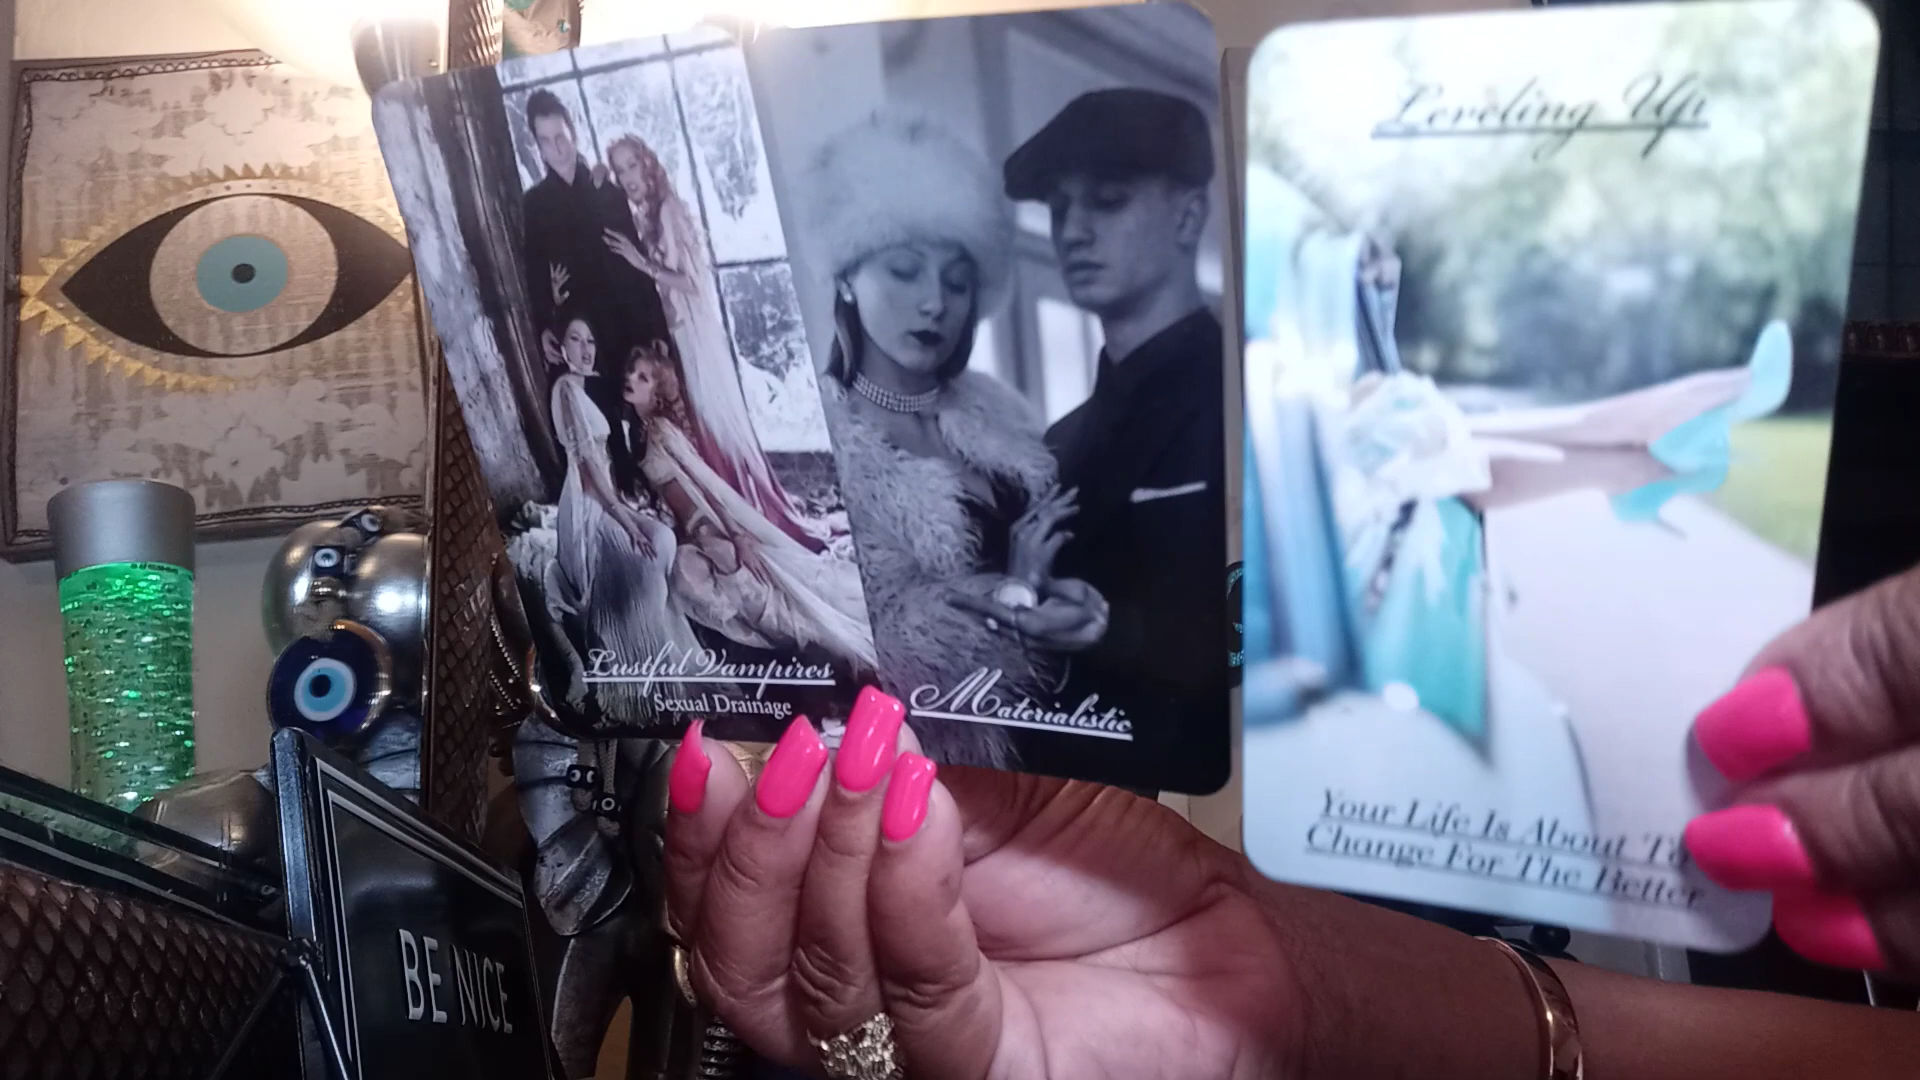 Leveling Up
Lustful Vampires
Sexual Drainage
Materialistic
Your Life Is About To
Change For The Better
BE NICE